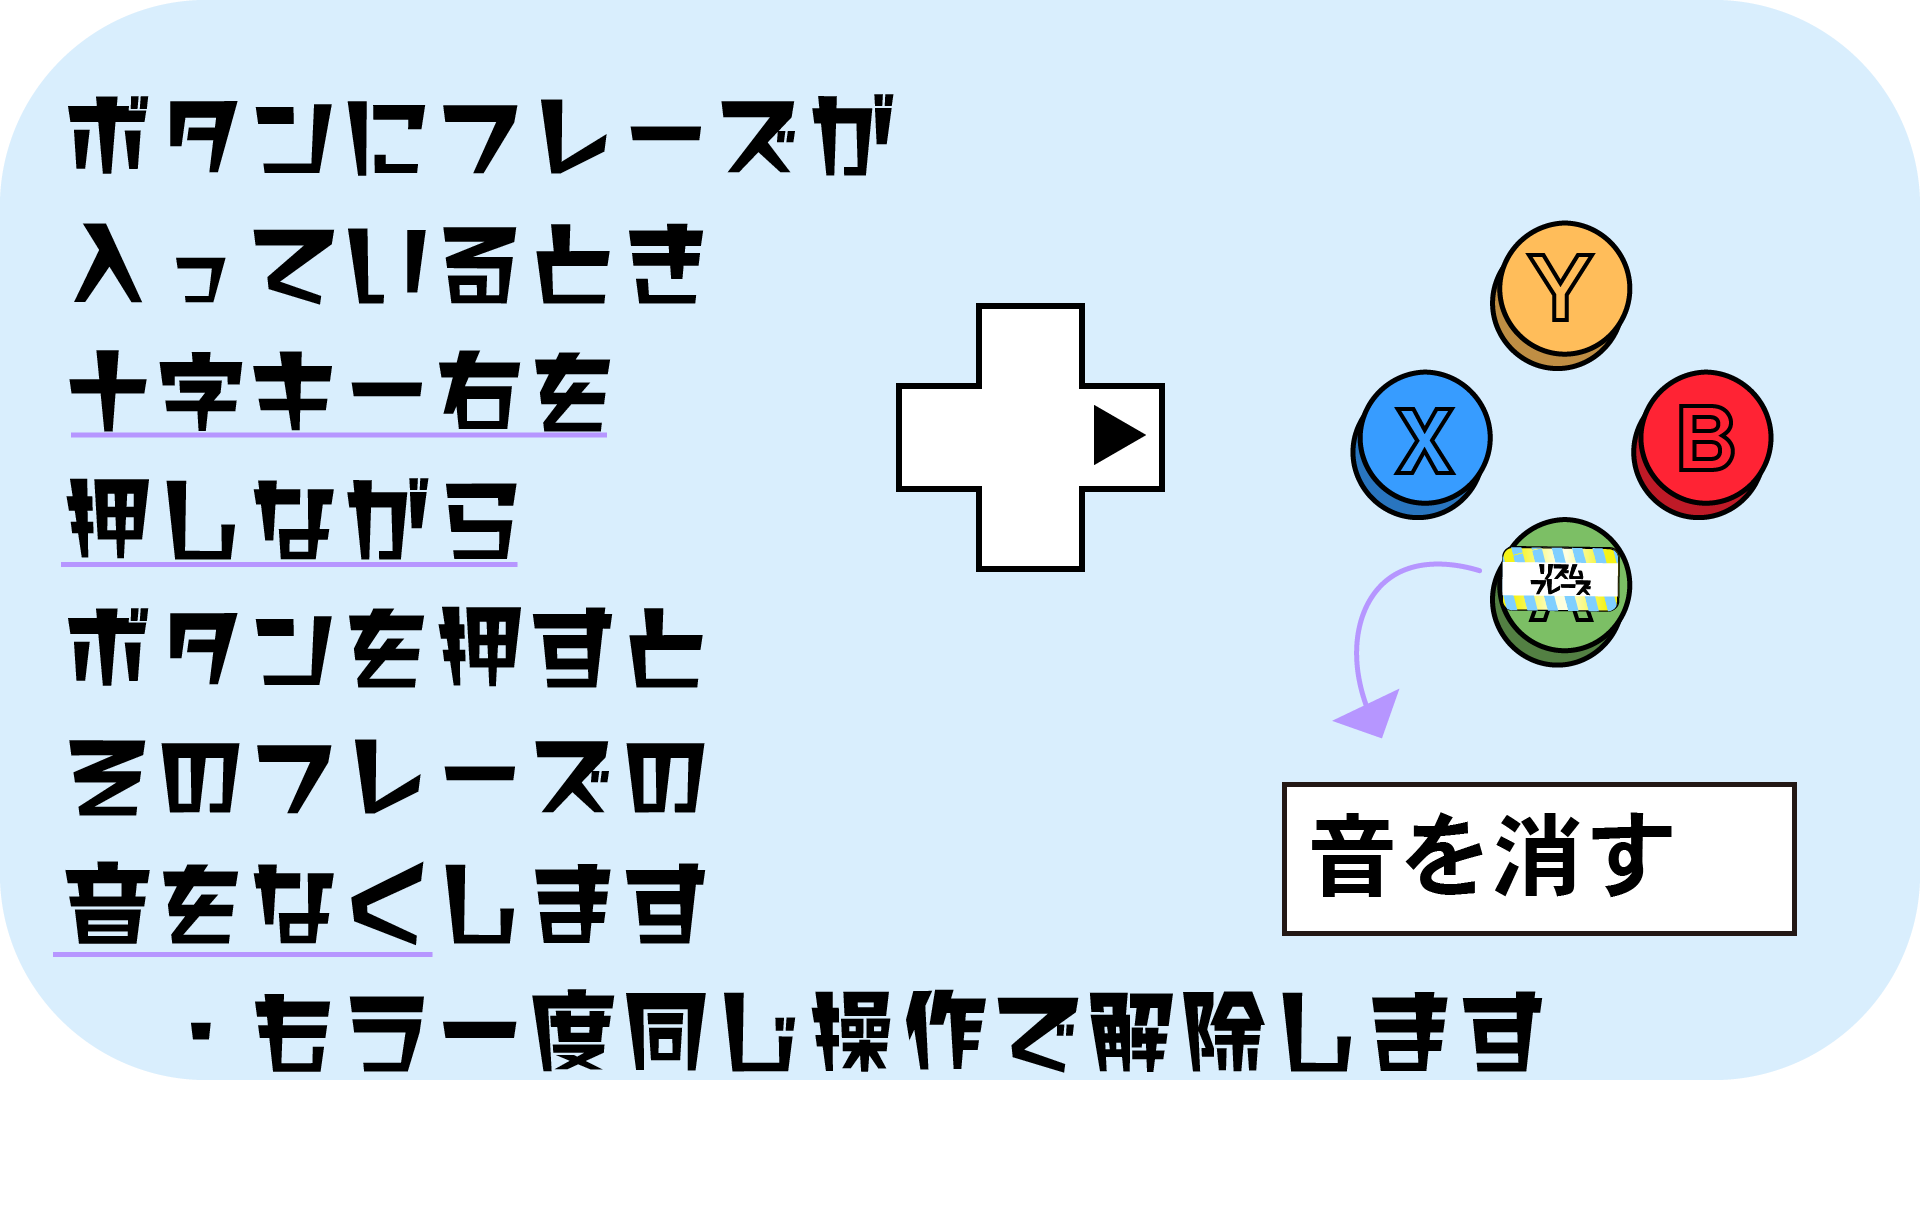 ボタンにフレーズが
入っているとき
十字キー右を
押しながら
ボタンを押すと
そのフレーズの
音をなくします
・もう一度同じ操作で解除します
Y
X
B
リズム
フレーズ
A
音を消す